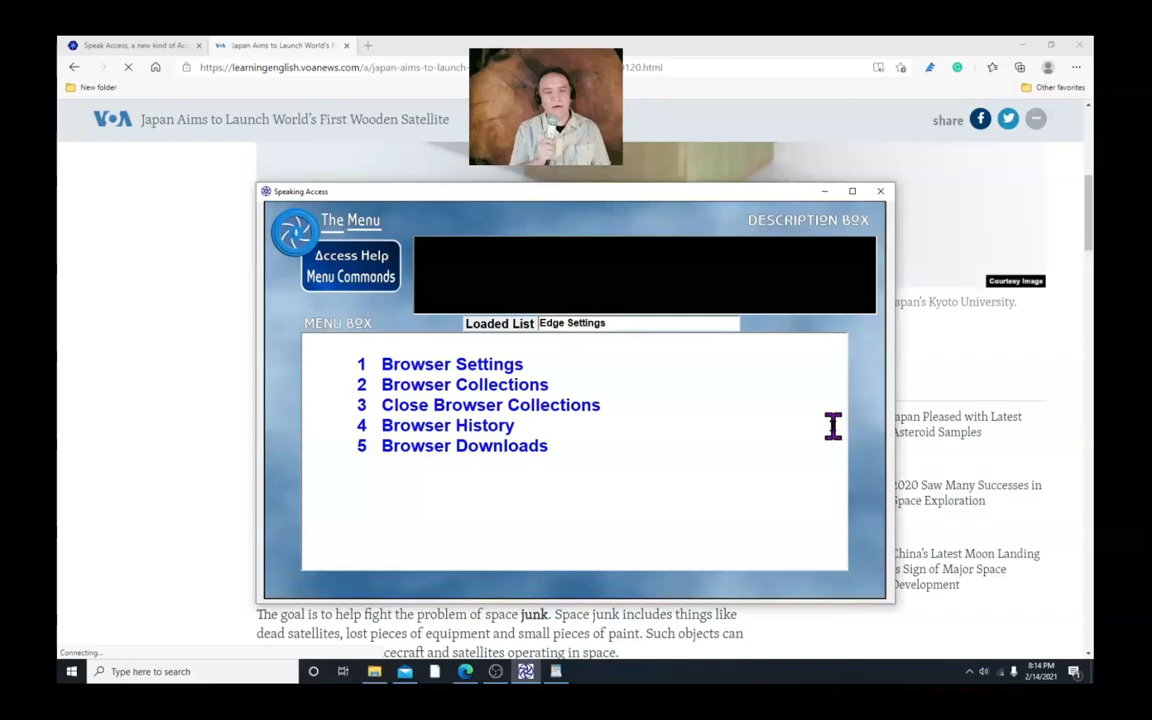 Speak Access, a new kind of Acc
Japan Aims to Launch World's F
https://learningenglish.voanews.com/a/japan-aims-to-launch-
0120.html
New folder
Other favorites
VOA
Japan Aims to Launch World's First Wooden Satellite
share
Courtesy Image
apan's Kyoto University.
Speaking Access
The Menu
DESCRIPTION BOX
Access Help
Menu Commands
MENU BOX
Loaded List
Edge Settings
1 Browser Settings
2 Browser Collections
3 Close Browser Collections
4 Browser History
5 Browser Downloads
apan Pleased with Latest
Asteroid Samples
2020 Saw Many Successes in
Space Exploration
China's Latest Moon Landing
s Sign of Major Space
Development
The goal is to help fight the problem of space junk. Space junk includes things like
dead satellites, lost pieces of equipment and small pieces of paint. Such objects can
cecraft and satellites operating in space.
Connecting...
Type here to search
8:14 PM
2/14/2021